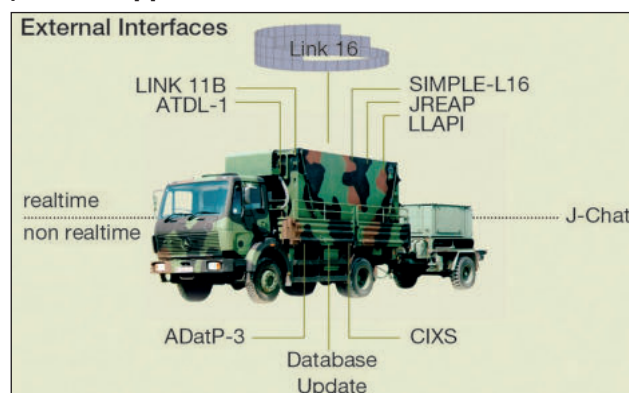 External Interfaces
Link 16
LINK 11B
ATDL-1
SIMPLE-L16
JREAP
LLAPI
realtime
non realtime
J-Chat
ADatP-3
CIXS
Database
Update